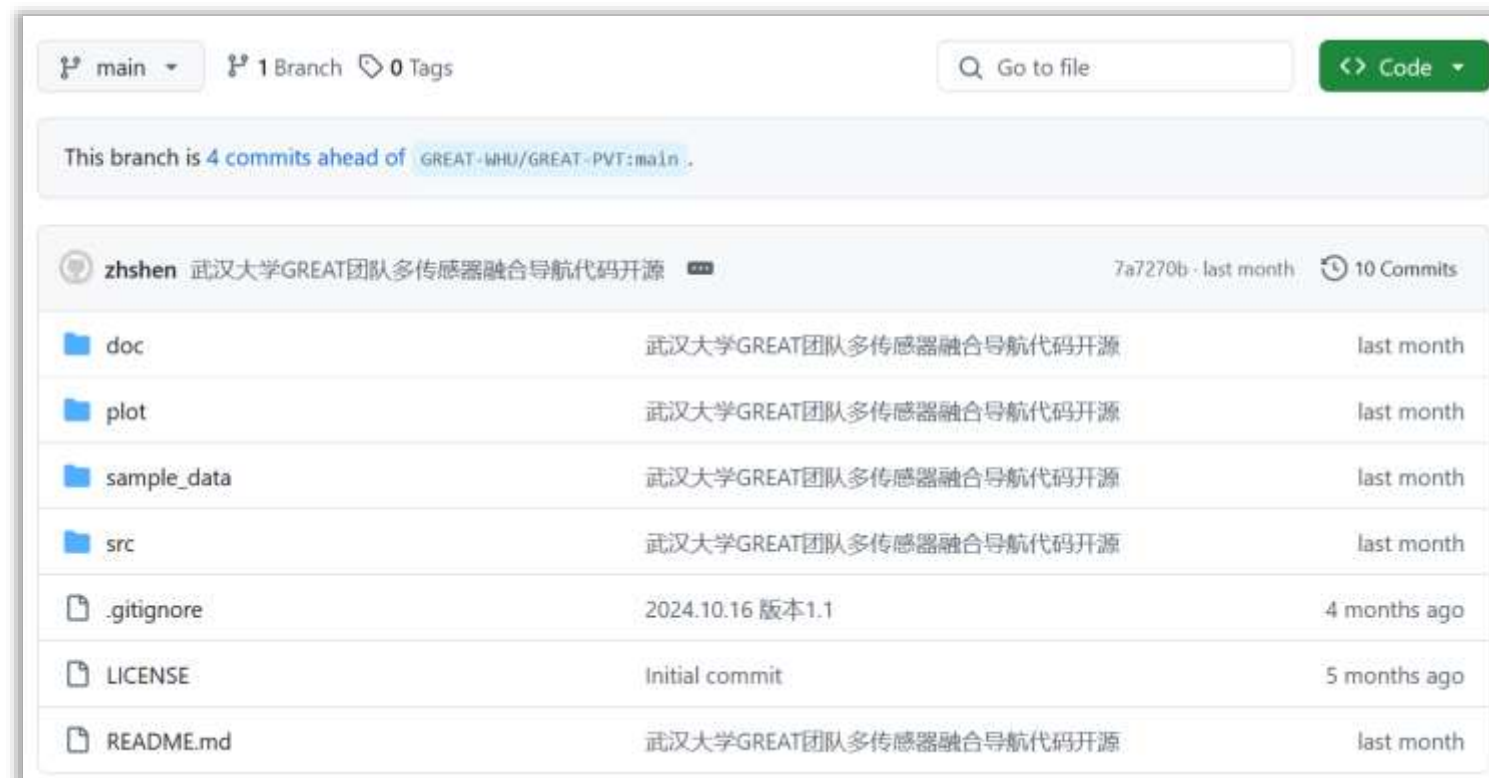 main 1 Branch 0 Tags Go to file Code
This branch is 4 commits ahead of GREAT-WHU/GREAT-PVT:main .
zhshen 武汉大学GREAT团队多传感器融合导航代码开源 7a7270b · last month 10 Commits
doc 武汉大学GREAT团队多传感器融合导航代码开源 last month
plot 武汉大学GREAT团队多传感器融合导航代码开源 last month
sample_data 武汉大学GREAT团队多传感器融合导航代码开源 last month
src 武汉大学GREAT团队多传感器融合导航代码开源 last month
.gitignore 2024.10.16 版本1.1 4 months ago
LICENSE Initial commit 5 months ago
README.md 武汉大学GREAT团队多传感器融合导航代码开源 last month